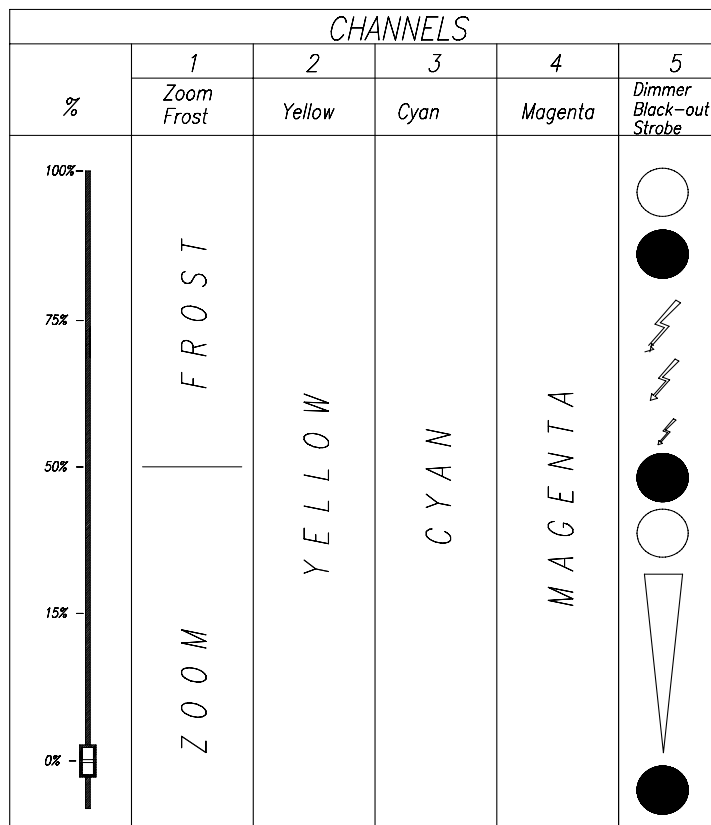 CHANNELS
1 2 3 4 5
% Zoom Frost Yellow Cyan Magenta Dimmer Black-out Strobe
100%
75%
50%
15%
0%
FROST
ZOOM
YELLOW
CYAN
MAGENTA